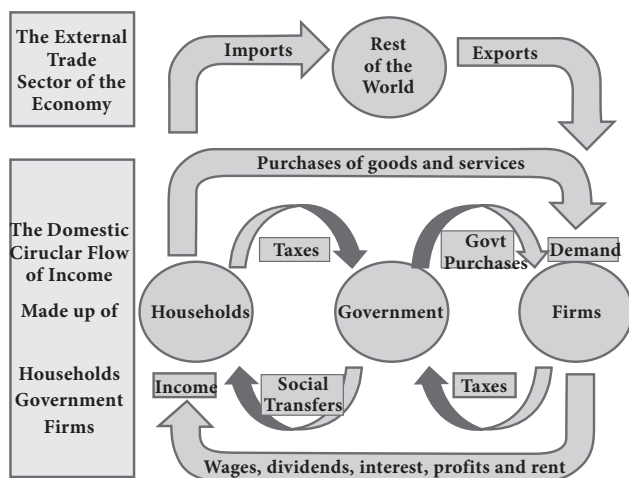 The External
Trade
Sector of the
Economy
Imports
Rest
of the
World
Exports
Purchases of goods and services
The Domestic
Ciruclar Flow
of Income
Made up of
Households
Government
Firms
Taxes
Govt
Purchases
Demand
Households
Government
Firms
Income
Social
Transfers
Taxes
Wages, dividends, interest, profits and rent